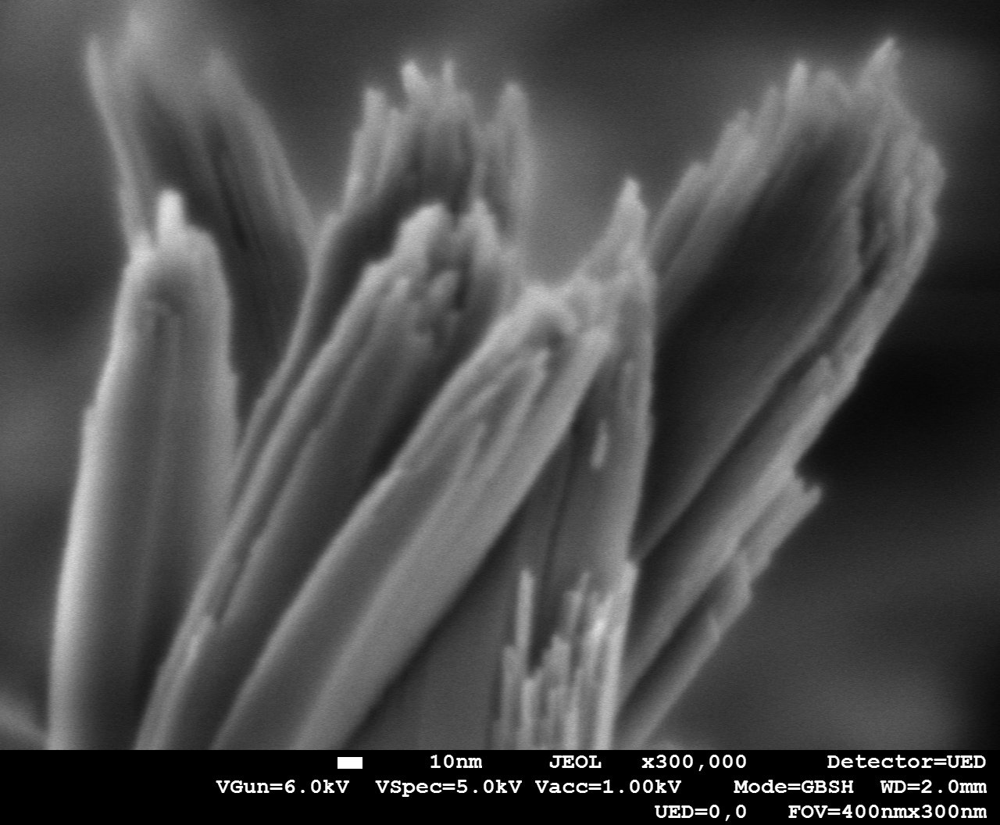 10nm JEOL x300,000 Detector=UED
VGun=6.0kV VSpec=5.0kV Vacc=1.00kV Mode=GBSH WD=2.0mm
UED=0,0 FOV=400nmx300nm